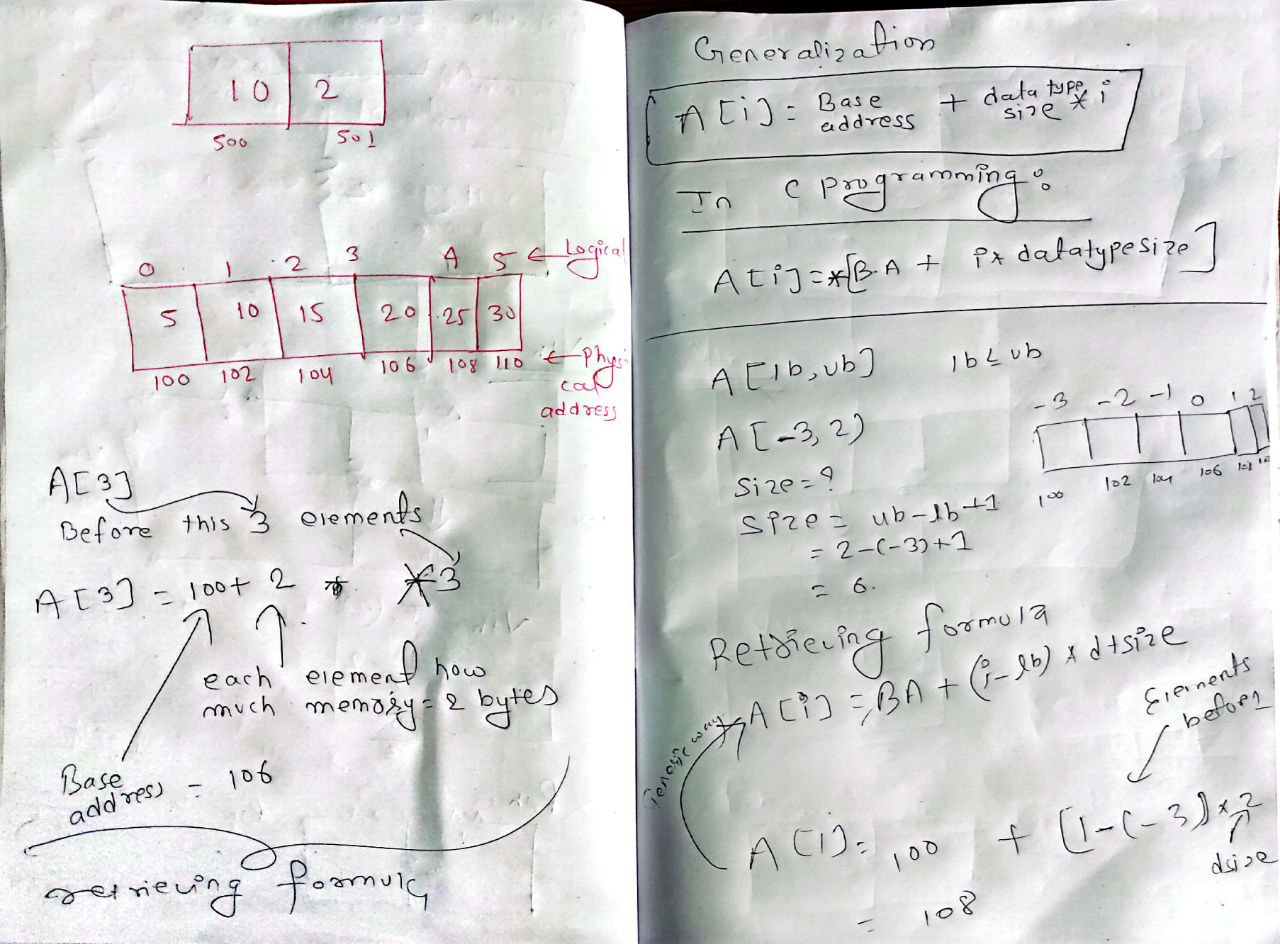 10 2
500 501
0 1 2 3 4 5 ← Logical
5 10 15 20 25 30
100 102 104 106 108 110 ← Physi
cal
address
A[3]
Before this 3 elements
A[3] = 100 + 2 * 3
each element how
much memory = 2 bytes
Base
address = 106
retrieving formula
Generalization
A[i] = Base address + data type size * i
In C programming:
A[i] = *[B.A + i* datatypesize]
A[lb, ub] lb ≤ ub
-3 -2 -1 0 1 2
A[-3, 2)
100 102 104 106 108
Size = ?
Size = ub - lb + 1
= 2-(-3)+1
= 6.
Retrieving formula
A[i] = BA + (i-lb) * dtsize
Elements
before 1
way
A[1] = 100 + [1-(-3)] * 2
dsize
= 108